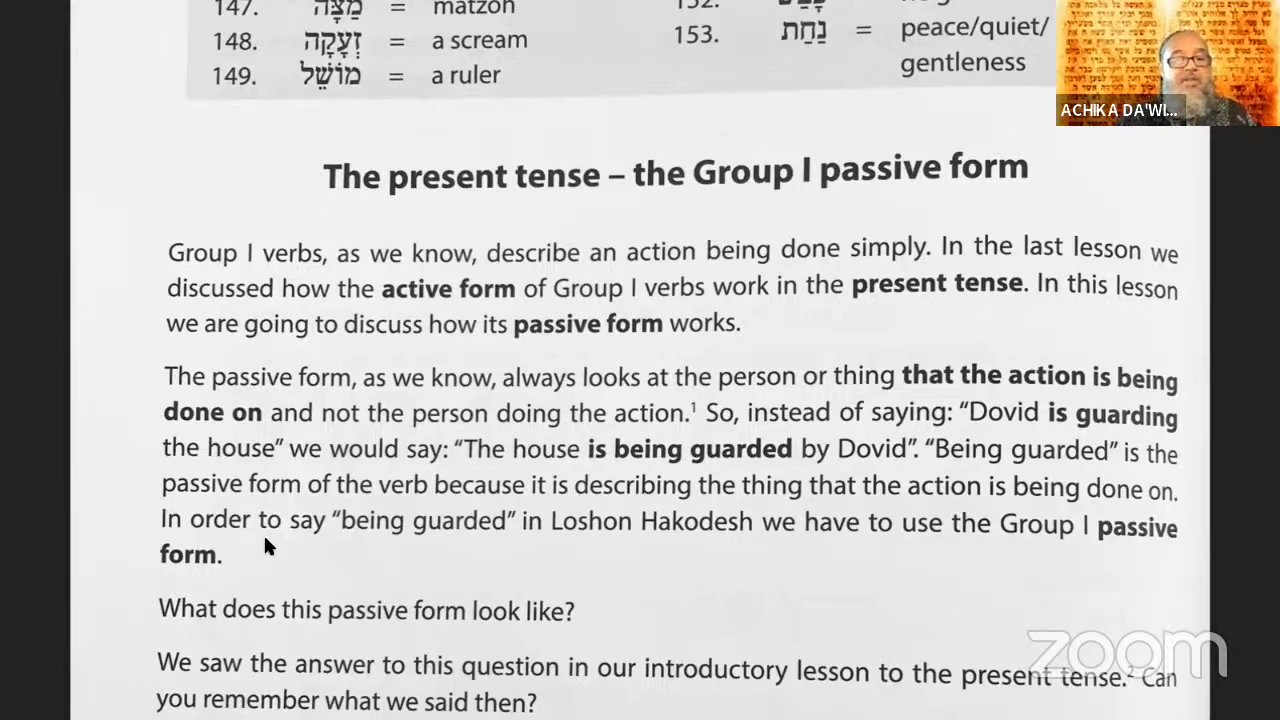 147. מַצָּה = matzoh
148. זְעָקָה = a scream
149. מוֹשֵׁל = a ruler
152.
153. נַחַת = peace/quiet/
gentleness
ACHIKA DA'WI...
The present tense – the Group I passive form
Group I verbs, as we know, describe an action being done simply. In the last lesson we
discussed how the active form of Group I verbs work in the present tense. In this lesson
we are going to discuss how its passive form works.
The passive form, as we know, always looks at the person or thing that the action is being
done on and not the person doing the action.¹ So, instead of saying: “Dovid is guarding
the house” we would say: “The house is being guarded by Dovid”. “Being guarded” is the
passive form of the verb because it is describing the thing that the action is being done on.
In order to say “being guarded” in Loshon Hakodesh we have to use the Group I passive
form.
What does this passive form look like?
We saw the answer to this question in our introductory lesson to the present tense.² Can
you remember what we said then?
zoom